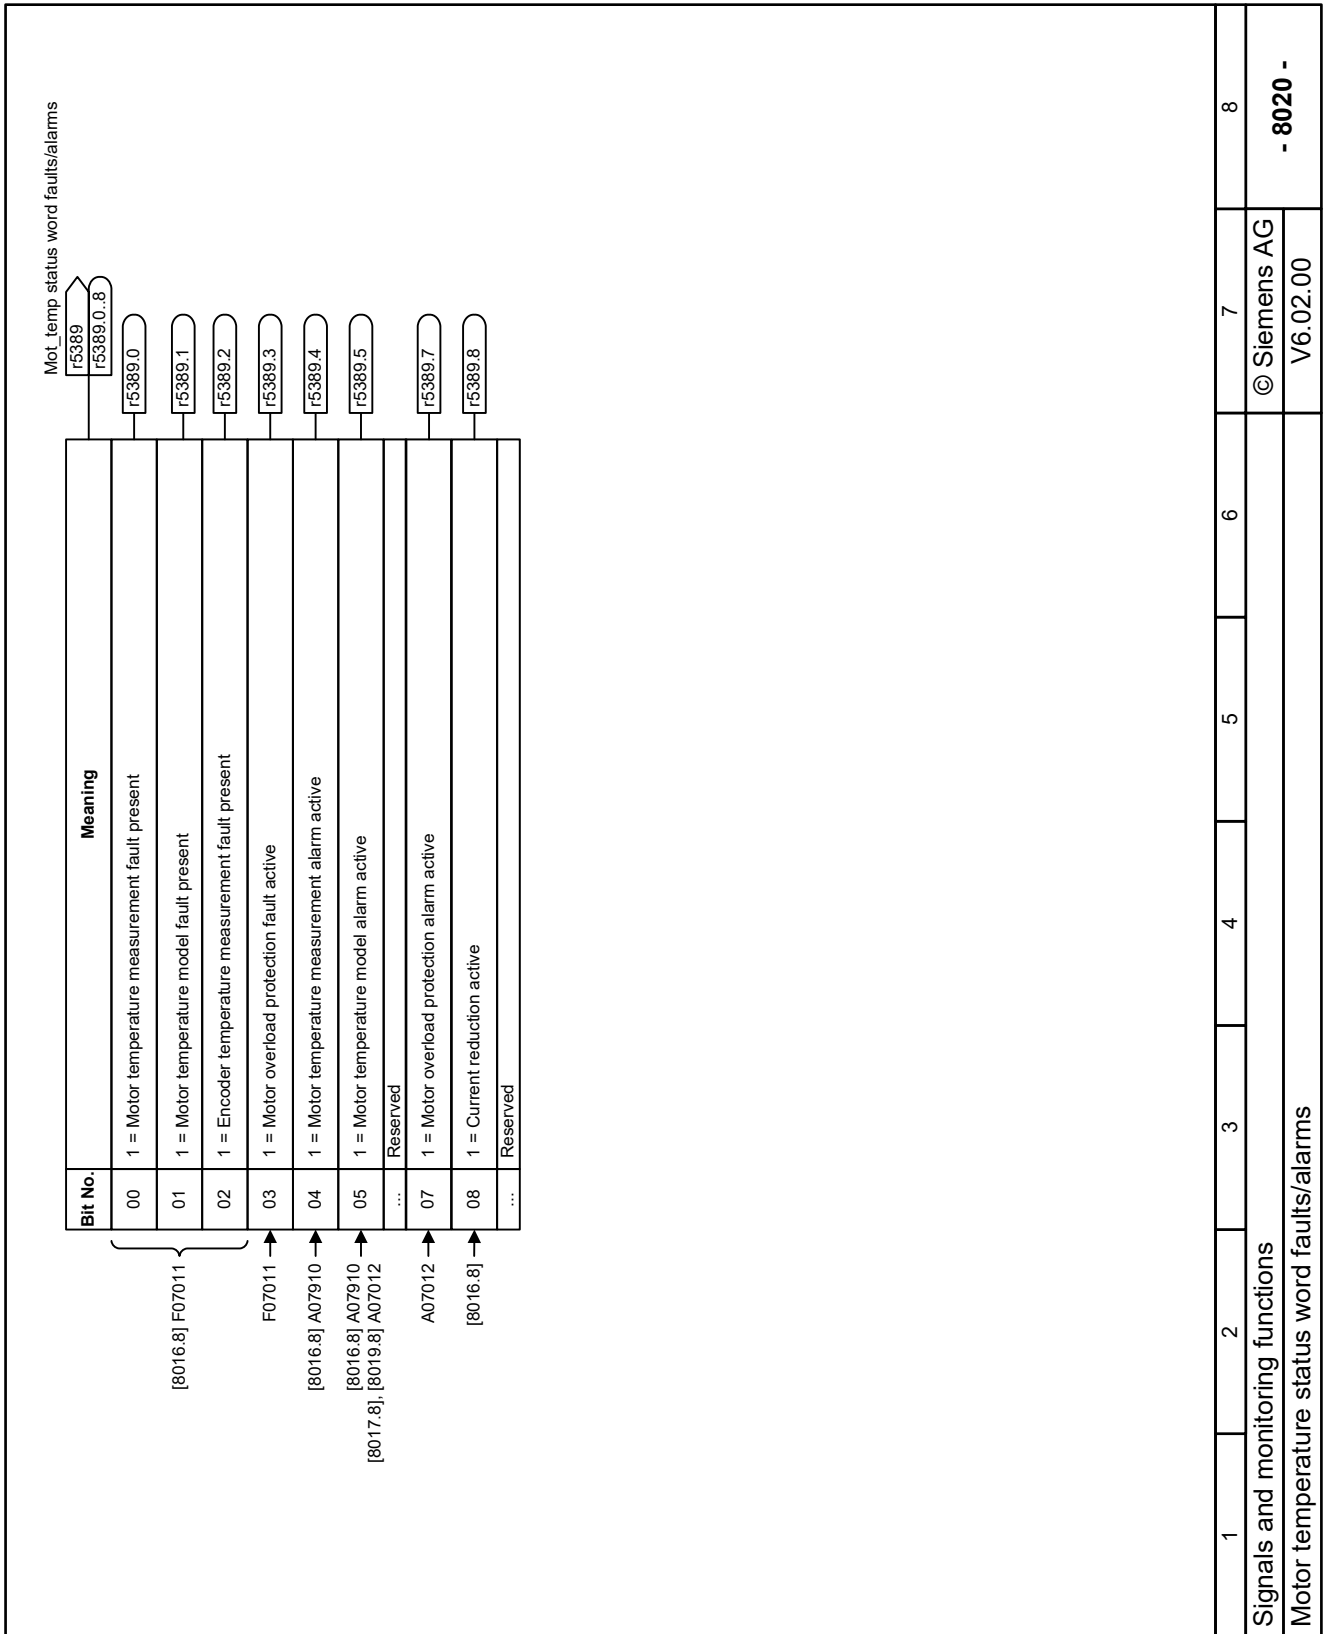 Mot_temp status word faults/alarms
r5389
Bit No. Meaning r5389.0..8
00 1 = Motor temperature measurement fault present r5389.0
[8016.8] F07011 01 1 = Motor temperature model fault present r5389.1
02 1 = Encoder temperature measurement fault present r5389.2
F07011 03 1 = Motor overload protection fault active r5389.3
[8016.8] A07910 04 1 = Motor temperature measurement alarm active r5389.4
[8016.8] A07910 05 1 = Motor temperature model alarm active r5389.5
[8017.8], [8019.8] A07012
... Reserved
A07012 07 1 = Motor overload protection alarm active r5389.7
[8016.8] 08 1 = Current reduction active r5389.8
... Reserved
1 2 3 4 5 6 7 8
Signals and monitoring functions © Siemens AG - 8020 -
Motor temperature status word faults/alarms V6.02.00